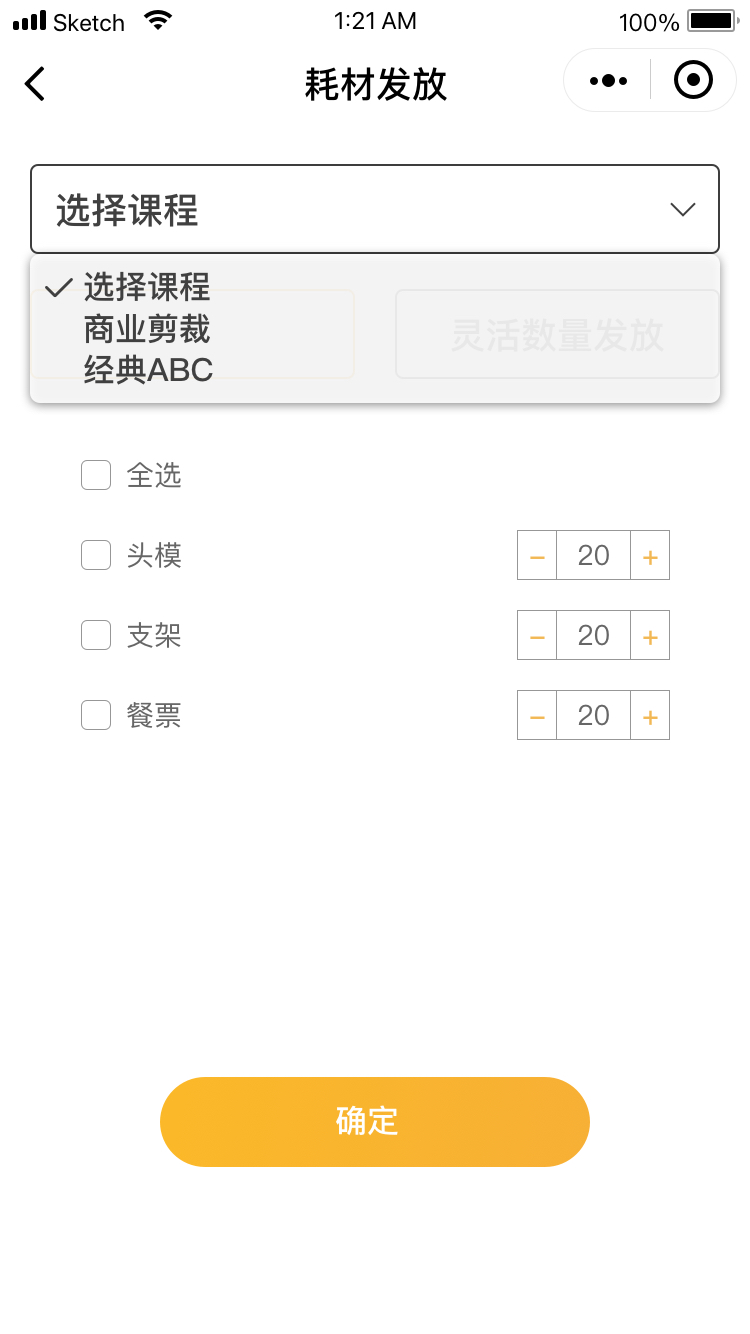 Sketch 1:21 AM 100%
耗材发放
选择课程
选择课程
商业剪裁
灵活数量发放
经典ABC
全选
头模 − 20 +
支架 − 20 +
餐票 − 20 +
确定